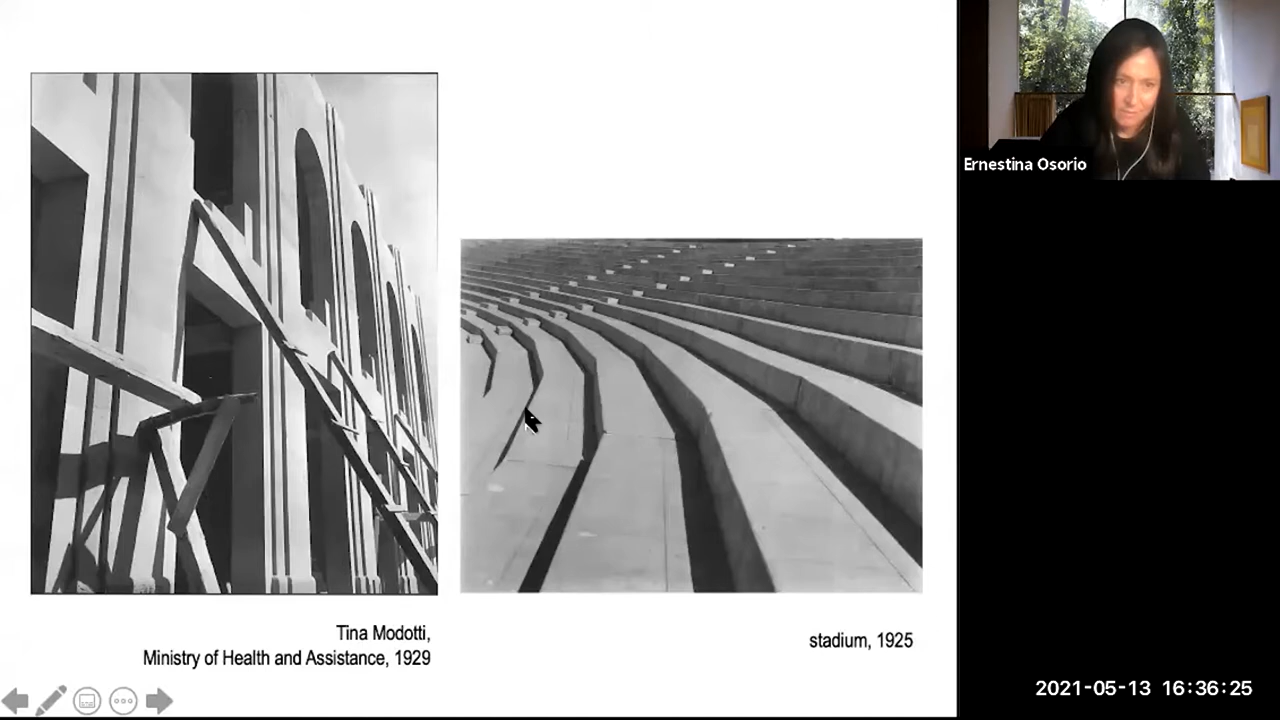 Ernestina Osorio
Tina Modotti,
Ministry of Health and Assistance, 1929
stadium, 1925
2021-05-13 16:36:25